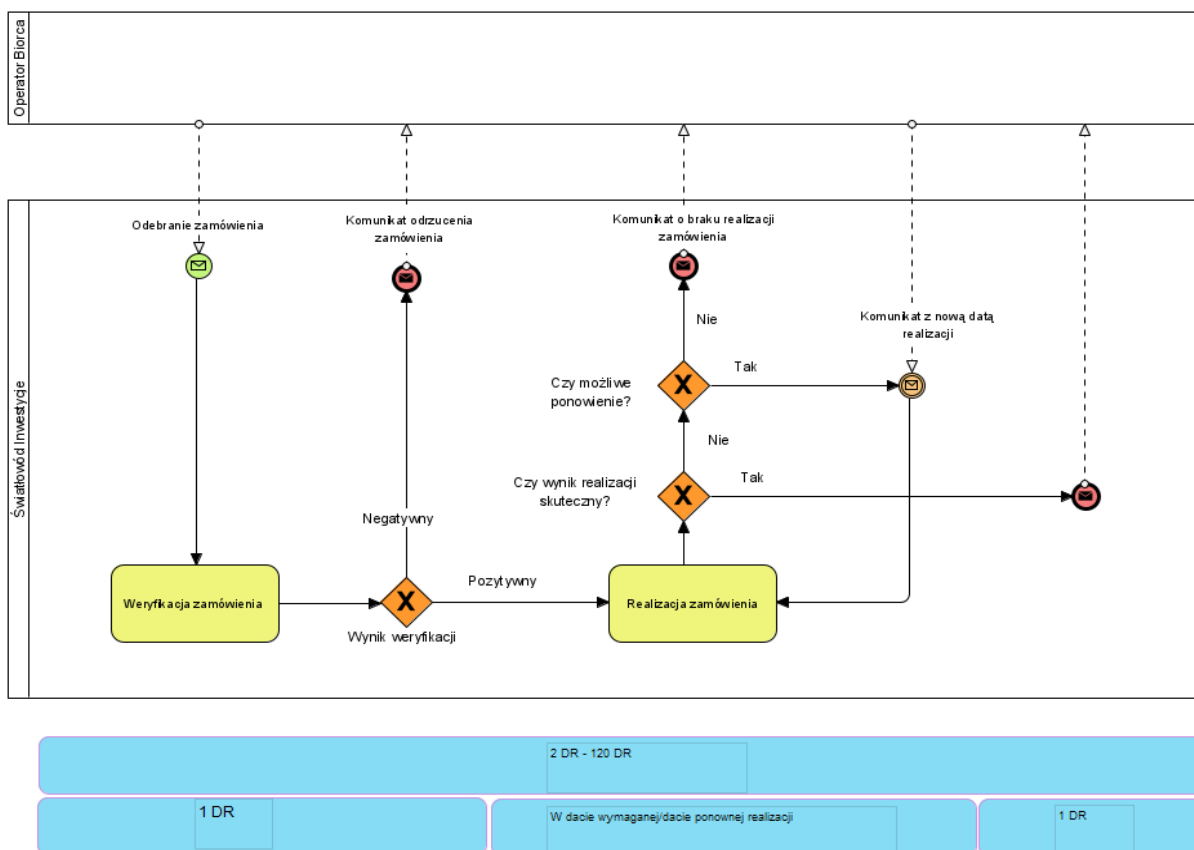 Operator Biorca
Odebranie zamówienia
Komunikat odrzucenia
zamówienia
Komunikat o braku realizacji
zamówienia
Komunikat z nową datą
realizacji
Nie
Tak
Czy możliwe
ponowienie?
Nie
Tak
Czy wynik realizacji
skuteczny?
Światłowód Inwestycje
Negatywny
Pozytywny
Weryfikacja zamówienia
X
Wynik weryfikacji
Realizacja zamówienia
X
X
2 DR - 120 DR
1 DR
W dacie wymaganej/dacie ponownej realizacji
1 DR